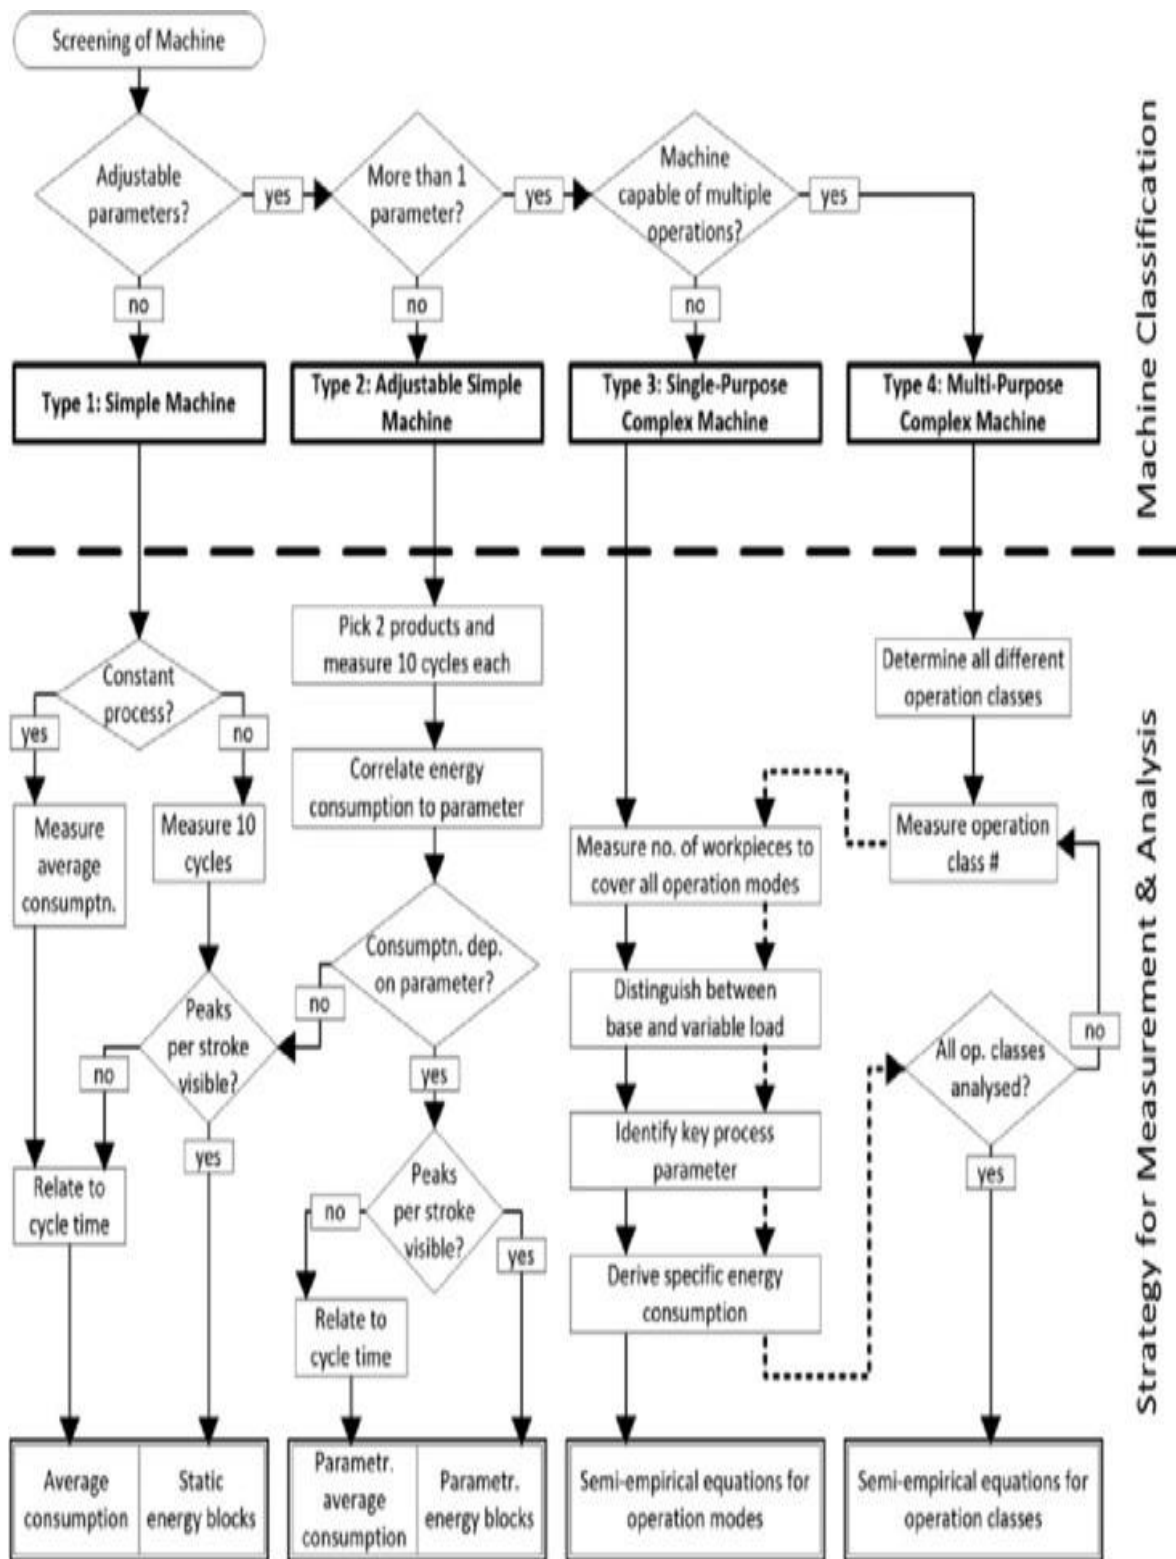 Screening of Machine
Adjustable
parameters?
yes
More than 1
parameter?
yes
Machine
capable of multiple
operations?
yes
no
no
no
Type 1: Simple Machine
Type 2: Adjustable Simple
Machine
Type 3: Single-Purpose
Complex Machine
Type 4: Multi-Purpose
Complex Machine
Machine Classification
Constant
process?
yes
no
Measure
average
consumptn.
Measure 10
cycles
Peaks
per stroke
visible?
no
yes
Relate to
cycle time
Average
consumption
Static
energy blocks
Pick 2 products and
measure 10 cycles each
Correlate energy
consumption to parameter
Consumptn. dep.
on parameter?
no
yes
Peaks
per stroke
visible?
no
yes
Relate to
cycle time
Parametr.
average
consumption
Parametr.
energy blocks
Measure no. of workpieces to
cover all operation modes
Distinguish between
base and variable load
Identify key process
parameter
Derive specific energy
consumption
Semi-empirical equations for
operation modes
Determine all different
operation classes
Measure operation
class #
All op. classes
analysed?
no
yes
Semi-empirical equations for
operation classes
Strategy for Measurement & Analysis